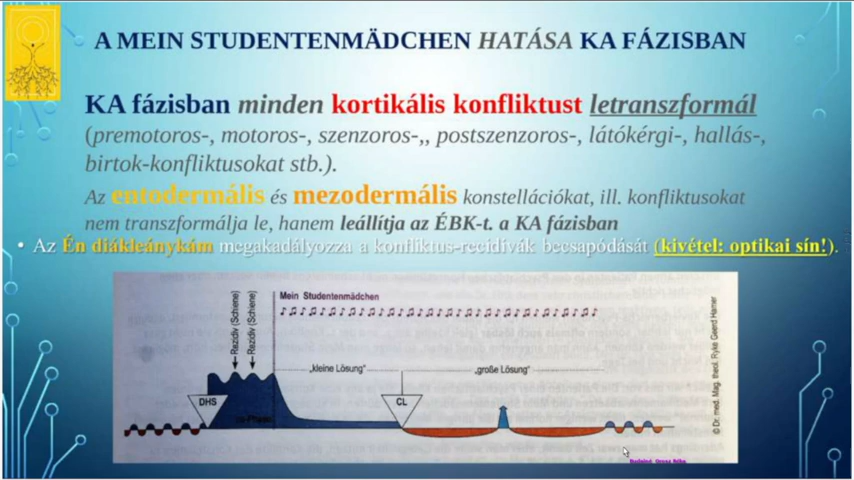 A MEIN STUDENTENMÄDCHEN HATÁSA KA FÁZISBAN
KA fázisban minden kortikális konfliktust letranszformál
(premotoros-, motoros-, szenzoros-,, postszenzoros-, látókérgi-, hallás-,
birtok-konfliktusokat stb.).
Az entodermális és mezodermális konstellációkat, ill. konfliktusokat
nem transzformálja le, hanem leállítja az ÉBK-t. a KA fázisban
• Az Én diákleánykám megakadályozza a konfliktus-recidívák becsapódását (kivétel: optikai sín!).
Mein Studentenmädchen
Rezidiv (Schiene)
Rezidiv (Schiene)
„kleine Lösung"
„große Lösung"
DHS
CL
ca-Phase
© Dr. med. Mag. theol. Ryke Geerd Hamer